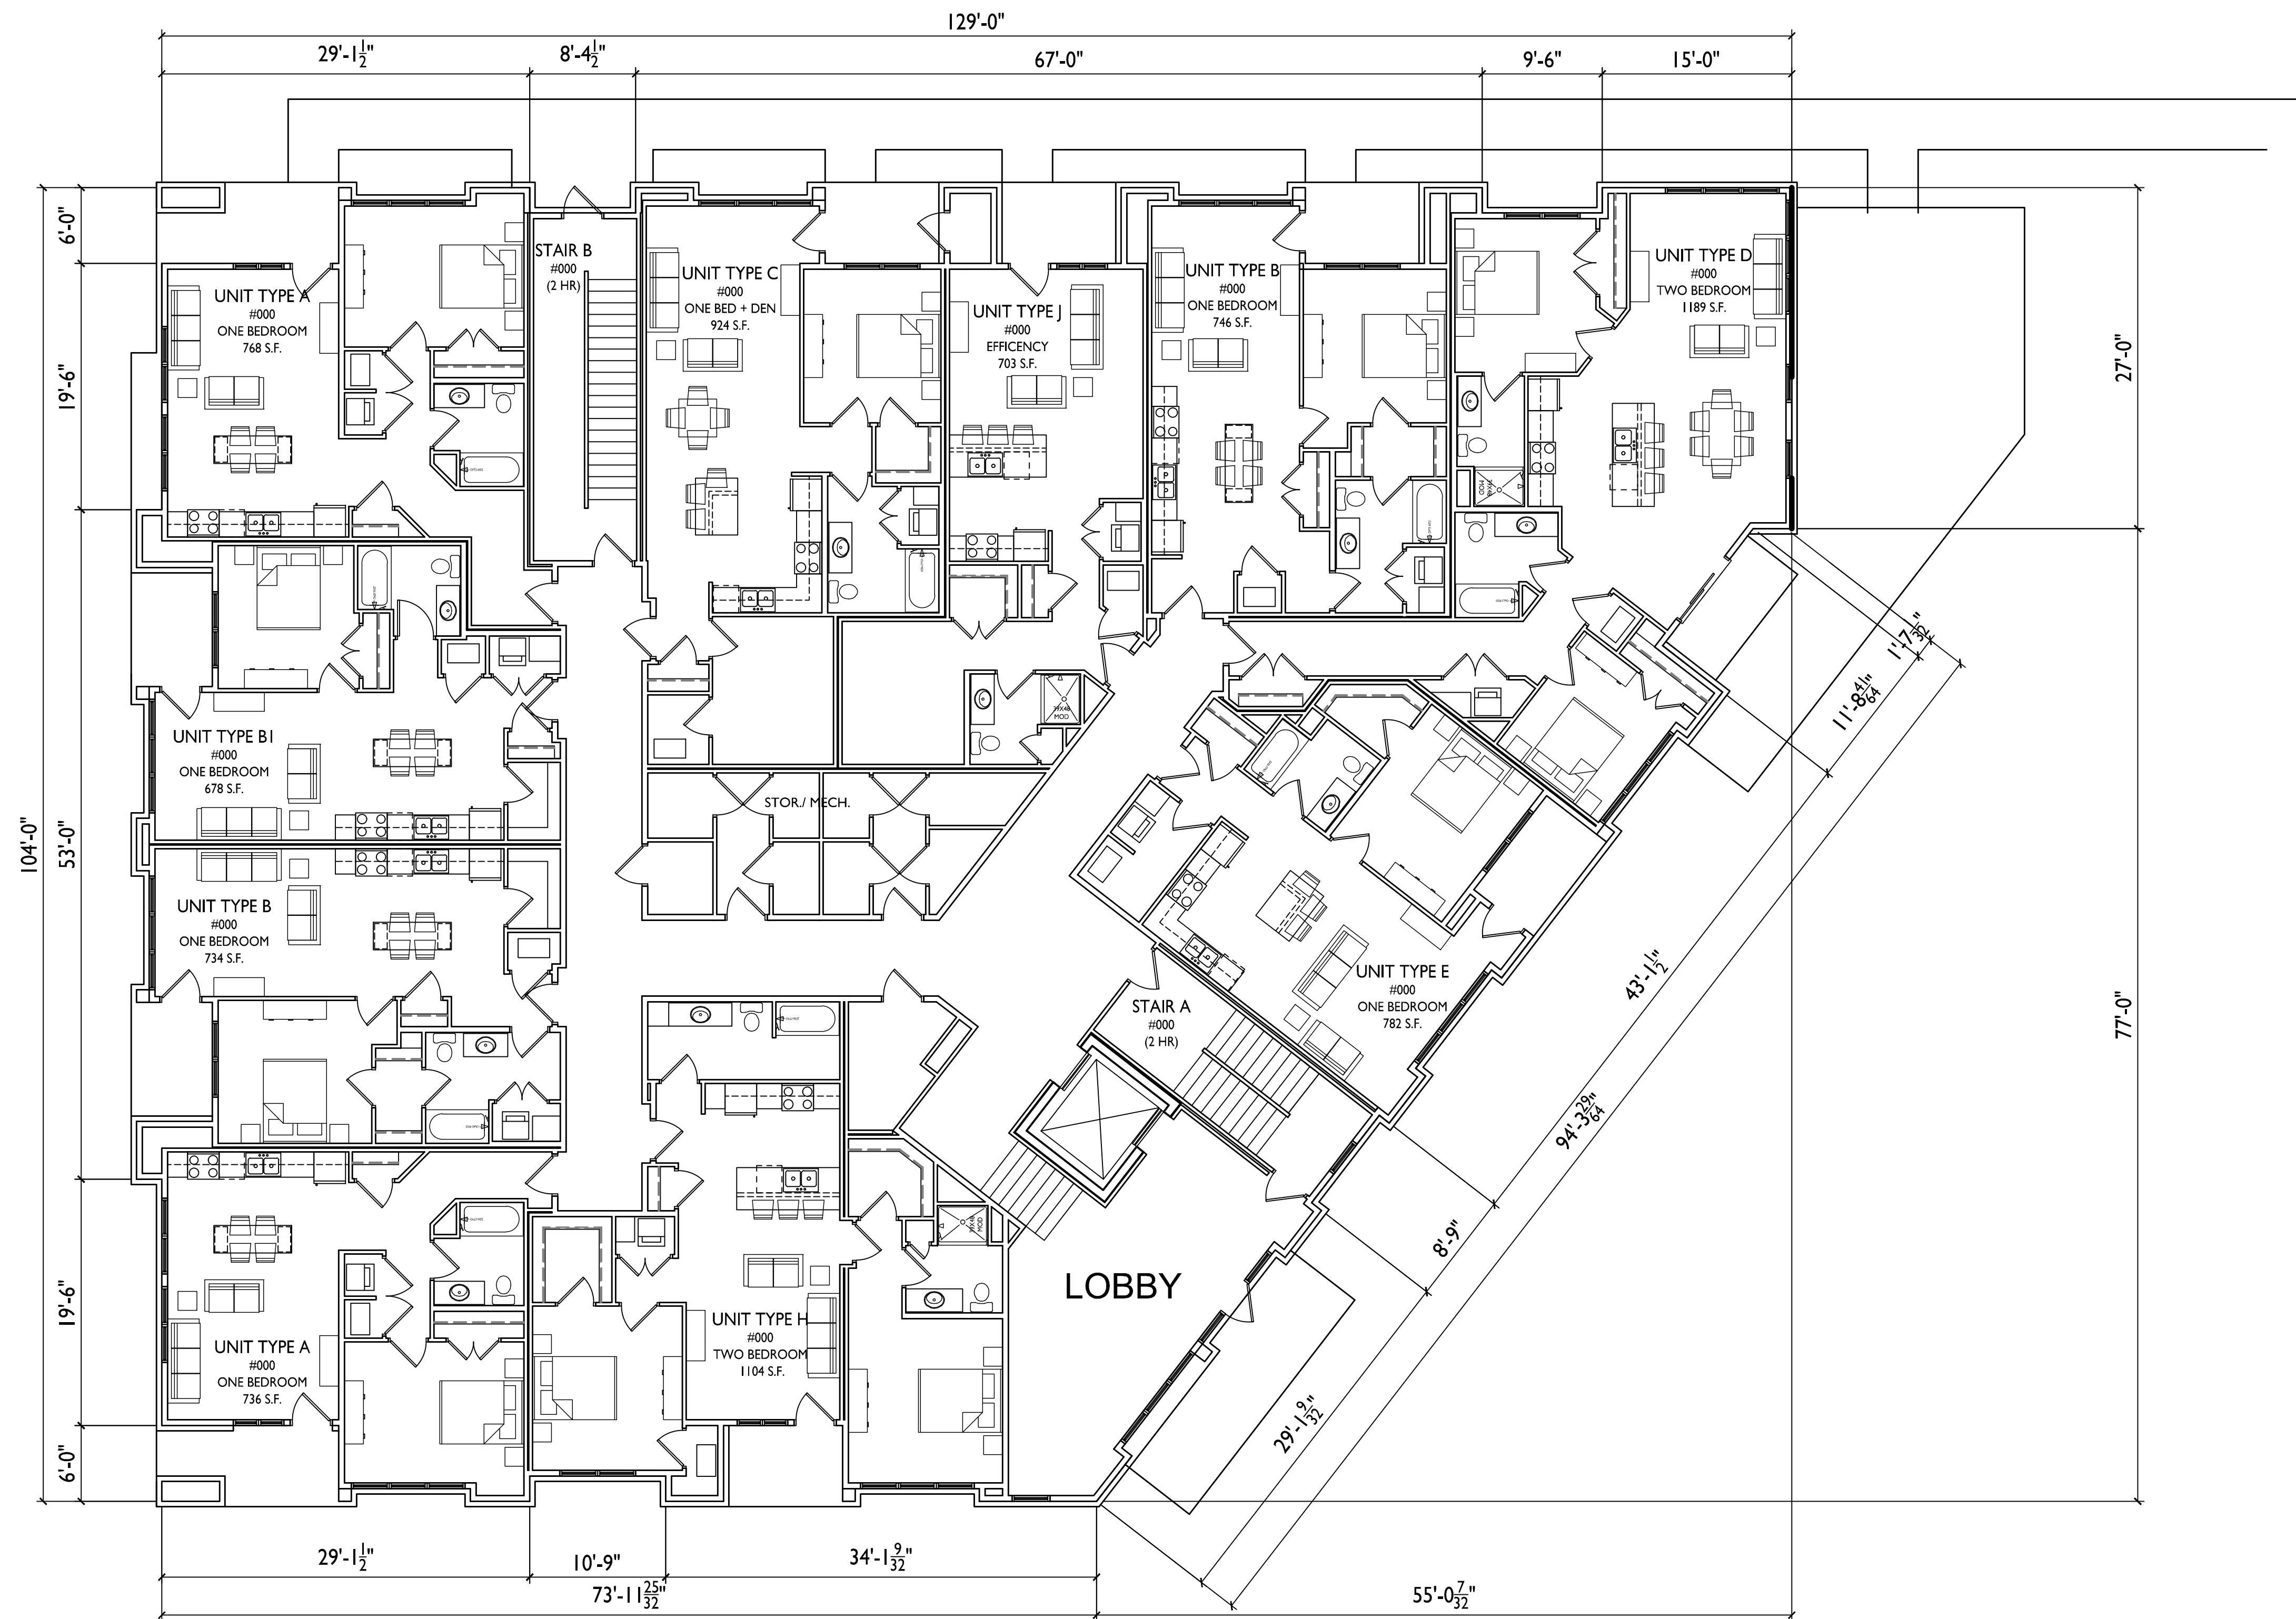 129'-0"
29'-1 1/2"
8'-4 1/2"
67'-0"
9'-6"
15'-0"
6'-0"
19'-6"
53'-0"
104'-0"
19'-6"
6'-0"
UNIT TYPE A
#000
ONE BEDROOM
768 S.F.
STAIR B
#000
(2 HR)
UNIT TYPE C
#000
ONE BED + DEN
924 S.F.
UNIT TYPE J
#000
EFFICENCY
703 S.F.
UNIT TYPE B
#000
ONE BEDROOM
746 S.F.
UNIT TYPE D
#000
TWO BEDROOM
1189 S.F.
27'-0"
39X48
MOD
UNIT TYPE B1
#000
ONE BEDROOM
678 S.F.
39X48
MOD
STOR./ MECH.
1'-7 7/32"
11'-8 41/64"
UNIT TYPE B
#000
ONE BEDROOM
734 S.F.
UNIT TYPE E
#000
ONE BEDROOM
782 S.F.
STAIR A
#000
(2 HR)
43'-1 1/2"
77'-0"
94'-3 29/64"
8'-9"
39X48
MOD
LOBBY
UNIT TYPE A
#000
ONE BEDROOM
736 S.F.
UNIT TYPE H
#000
TWO BEDROOM
1104 S.F.
29'-1 9/32"
29'-1 1/2"
10'-9"
34'-1 9/32"
73'-11 25/32"
55'-0 7/32"